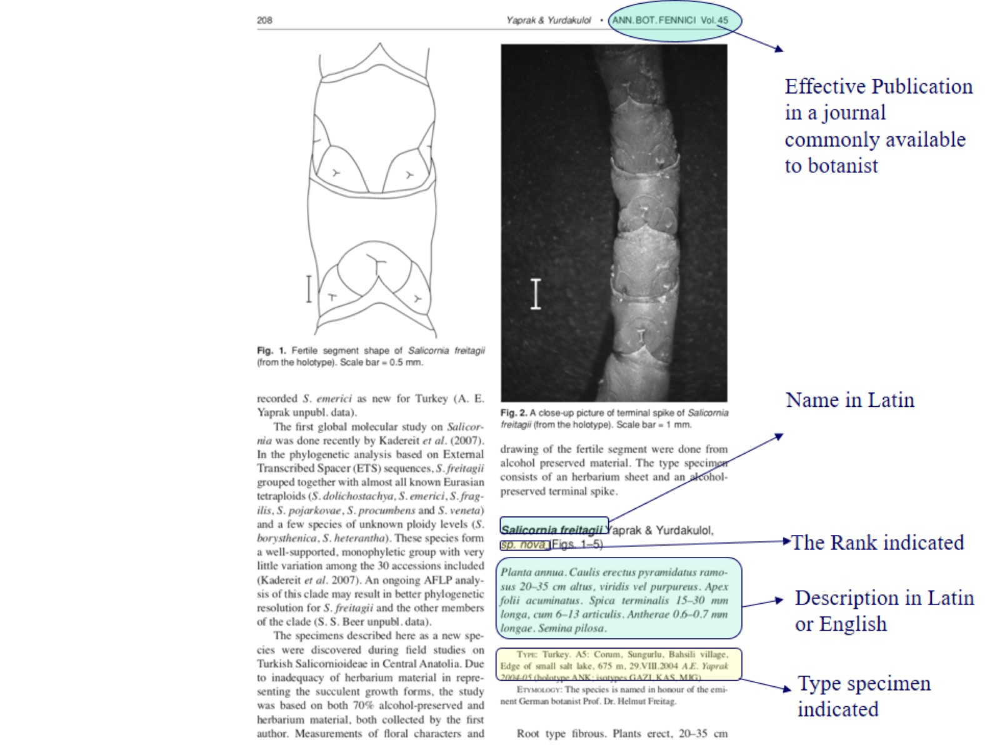 208
Yaprak & Yurdakulol • ANN. BOT. FENNICI Vol. 45
Fig. 1. Fertile segment shape of Salicornia freitagii
(from the holotype). Scale bar = 0.5 mm.
recorded S. emerici as new for Turkey (A. E.
Yaprak unpubl. data).
The first global molecular study on Salicor-
nia was done recently by Kadereit et al. (2007).
In the phylogenetic analysis based on External
Transcribed Spacer (ETS) sequences, S. freitagii
grouped together with almost all known Eurasian
tetraploids (S. dolichostachya, S. emerici, S. frag-
ilis, S. pojarkovae, S. procumbens and S. veneta)
and a few species of unknown ploidy levels (S.
borysthenica, S. heterantha). These species form
a well-supported, monophyletic group with very
little variation among the 30 accessions included
(Kadereit et al. 2007). An ongoing AFLP analy-
sis of this clade may result in better phylogenetic
resolution for S. freitagii and the other members
of the clade (S. S. Beer unpubl. data).
The specimens described here as a new spe-
cies were discovered during field studies on
Turkish Salicornioideae in Central Anatolia. Due
to inadequacy of herbarium material in repre-
senting the succulent growth forms, the study
was based on both 70% alcohol-preserved and
herbarium material, both collected by the first
author. Measurements of floral characters and
Fig. 2. A close-up picture of terminal spike of Salicornia
freitagii (from the holotype). Scale bar = 1 mm.
drawing of the fertile segment were done from
alcohol preserved material. The type specimen
consists of an herbarium sheet and an alcohol-
preserved terminal spike.
Salicornia freitagii Yaprak & Yurdakulol,
sp. nova (Figs. 1–5)
Planta annua. Caulis erectus pyramidatus ramo-
sus 20–35 cm altus, viridis vel purpureus. Apex
folii acuminatus. Spica terminalis 15–30 mm
longa, cum 6–13 articulis. Antherae 0.6–0.7 mm
longae. Semina pilosa.
TYPE: Turkey. A5: Corum, Sungurlu, Bahsili village,
Edge of small salt lake, 675 m, 29.VIII.2004 A.E. Yaprak
2004-05 (holotype ANK; isotypes GAZI, KAS, MJG).
ETYMOLOGY: The species is named in honour of the emi-
nent German botanist Prof. Dr. Helmut Freitag.
Root type fibrous. Plants erect, 20–35 cm
Effective Publication
in a journal
commonly available
to botanist
Name in Latin
The Rank indicated
Description in Latin
or English
Type specimen
indicated